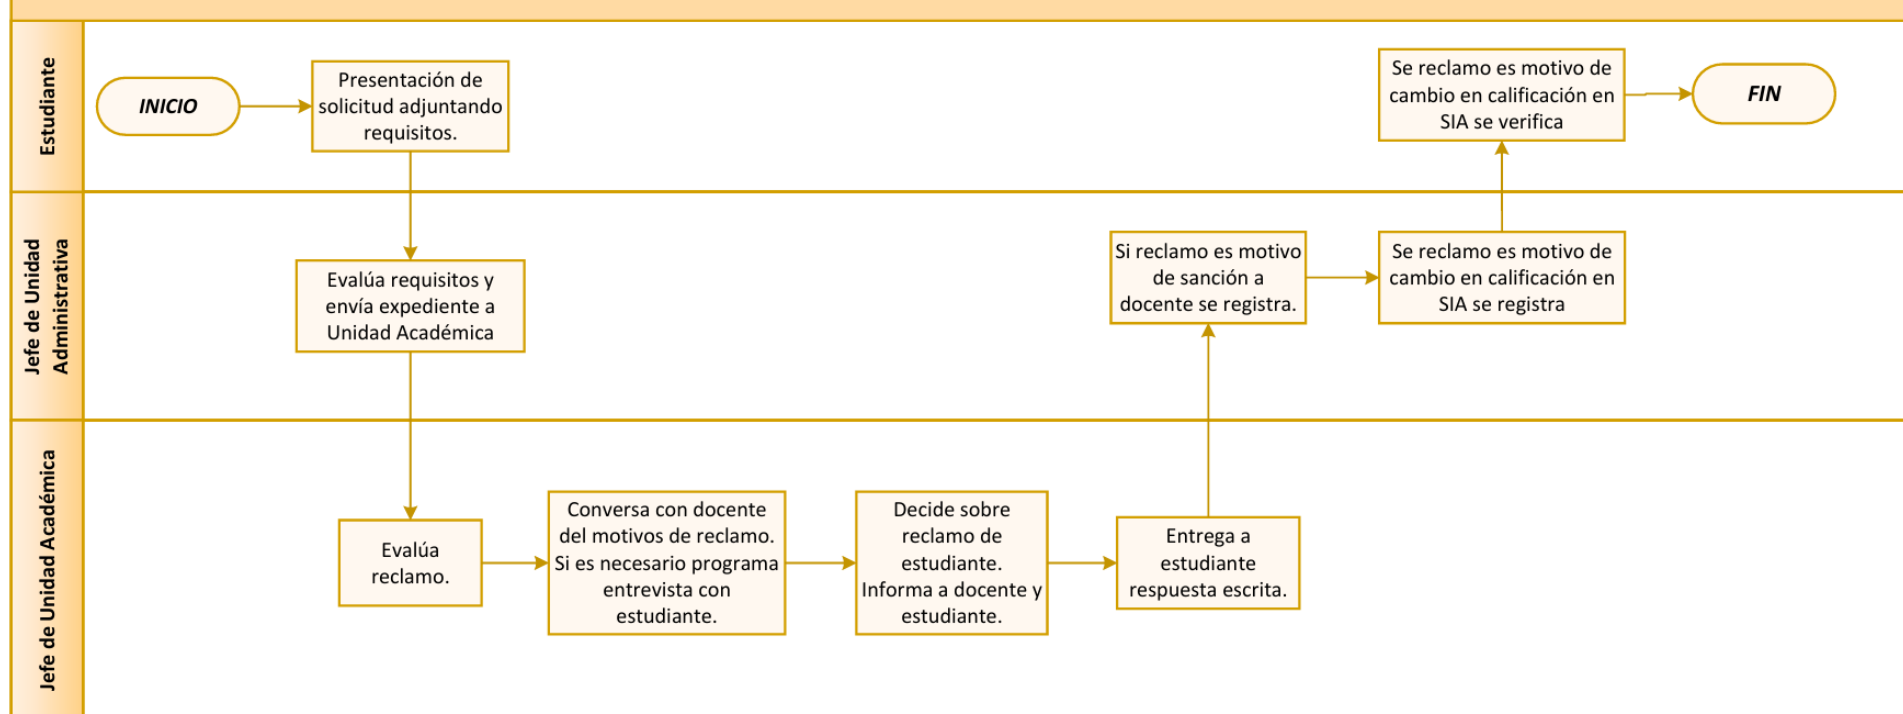 Estudiante
INICIO
Presentación de
solicitud adjuntando
requisitos.
Se reclamo es motivo de
cambio en calificación en
SIA se verifica
FIN
Jefe de Unidad
Administrativa
Evalúa requisitos y
envía expediente a
Unidad Académica
Si reclamo es motivo
de sanción a
docente se registra.
Se reclamo es motivo de
cambio en calificación en
SIA se registra
Jefe de Unidad Académica
Evalúa
reclamo.
Conversa con docente
del motivos de reclamo.
Si es necesario programa
entrevista con
estudiante.
Decide sobre
reclamo de
estudiante.
Informa a docente y
estudiante.
Entrega a
estudiante
respuesta escrita.